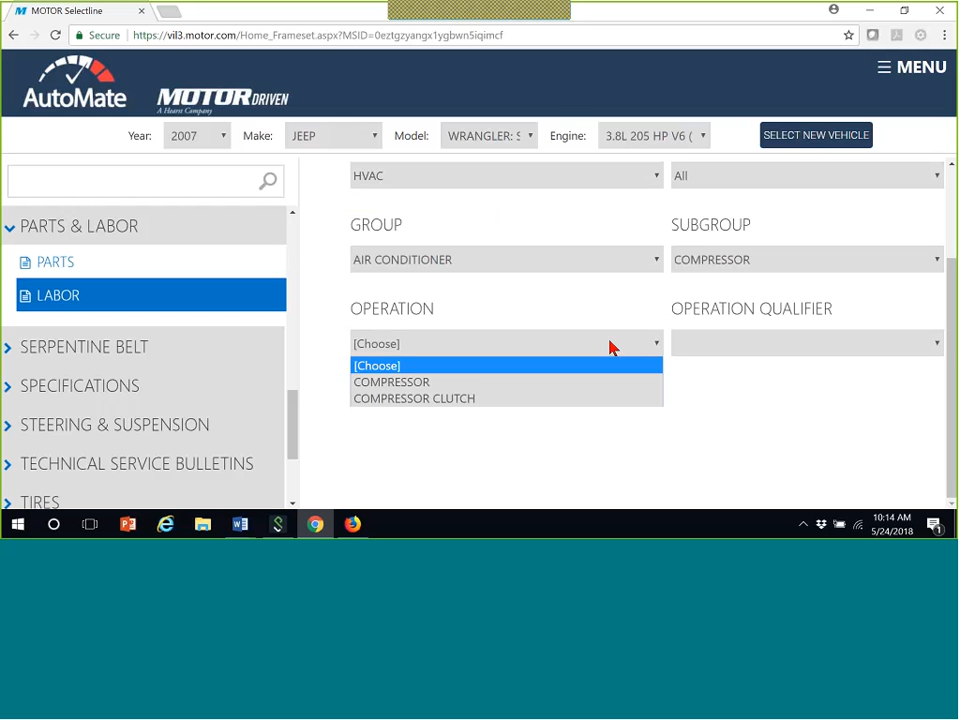 MOTOR Selectline
Secure https://vil3.motor.com/Home_Frameset.aspx?MSID=0eztgzyangx1ygbwn5iqimcf
AutoMate MOTOR DRIVEN
A Hearst Company
MENU
Year: 2007 Make: JEEP Model: WRANGLER: S Engine: 3.8L 205 HP V6 ( SELECT NEW VEHICLE
HVAC All
PARTS & LABOR
PARTS
LABOR
SERPENTINE BELT
SPECIFICATIONS
STEERING & SUSPENSION
TECHNICAL SERVICE BULLETINS
TIRES
GROUP SUBGROUP
AIR CONDITIONER COMPRESSOR
OPERATION OPERATION QUALIFIER
[Choose]
[Choose]
COMPRESSOR
COMPRESSOR CLUTCH
10:14 AM
5/24/2018
1